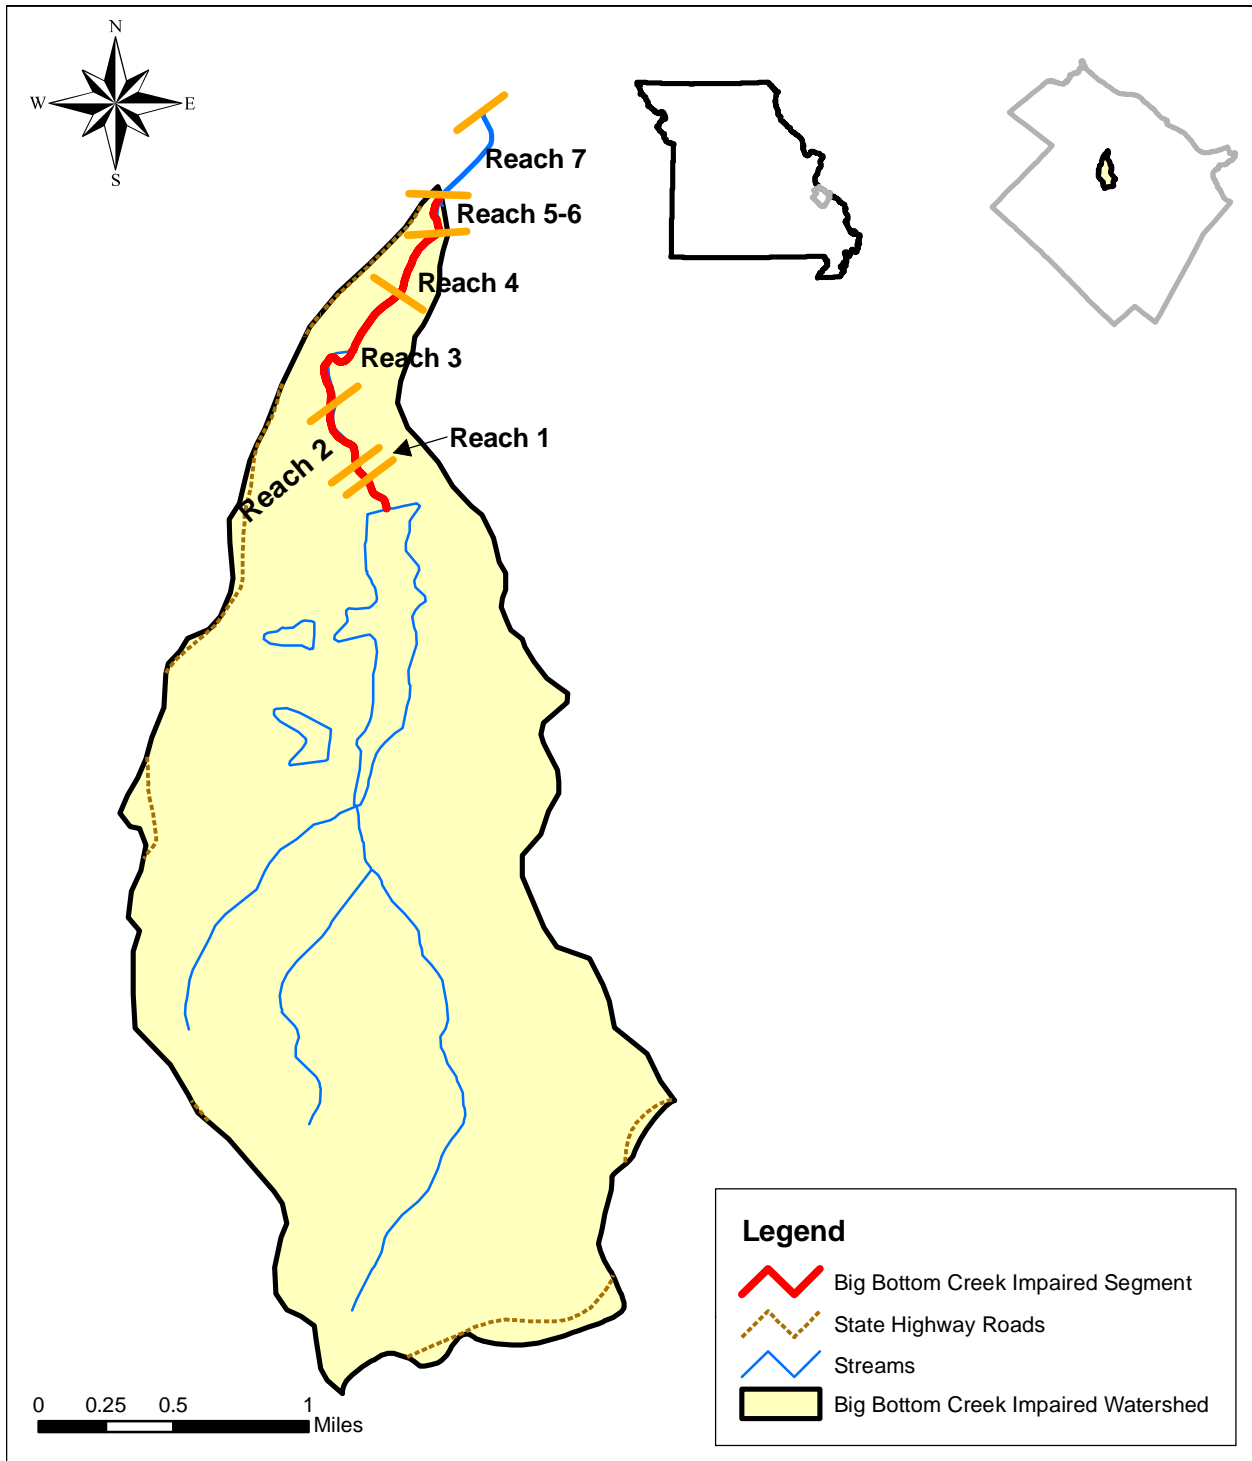 N
W
E
S
Reach 7
Reach 5-6
Reach 4
Reach 3
Reach 1
Reach 2
Legend
Big Bottom Creek Impaired Segment
State Highway Roads
Streams
Big Bottom Creek Impaired Watershed
0 0.25 0.5 1
Miles